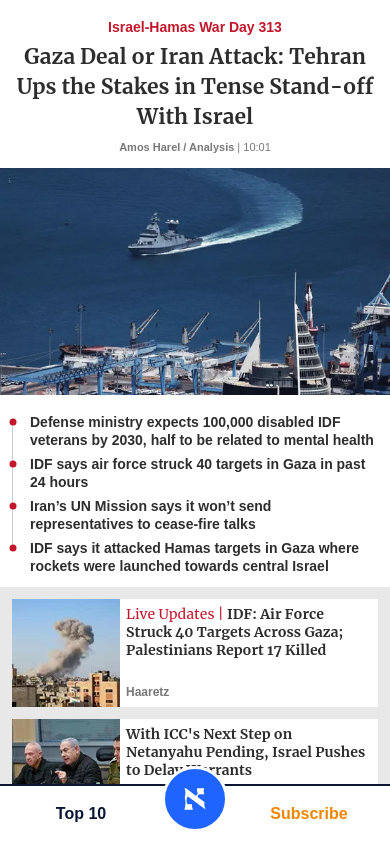 Israel-Hamas War Day 313
Gaza Deal or Iran Attack: Tehran
Ups the Stakes in Tense Stand-off
With Israel
Amos Harel / Analysis | 10:01
Defense ministry expects 100,000 disabled IDF
veterans by 2030, half to be related to mental health
IDF says air force struck 40 targets in Gaza in past
24 hours
Iran’s UN Mission says it won’t send
representatives to cease-fire talks
IDF says it attacked Hamas targets in Gaza where
rockets were launched towards central Israel
Live Updates | IDF: Air Force
Struck 40 Targets Across Gaza;
Palestinians Report 17 Killed
Haaretz
With ICC's Next Step on
Netanyahu Pending, Israel Pushes
to Delay Warrants
Top 10
Subscribe